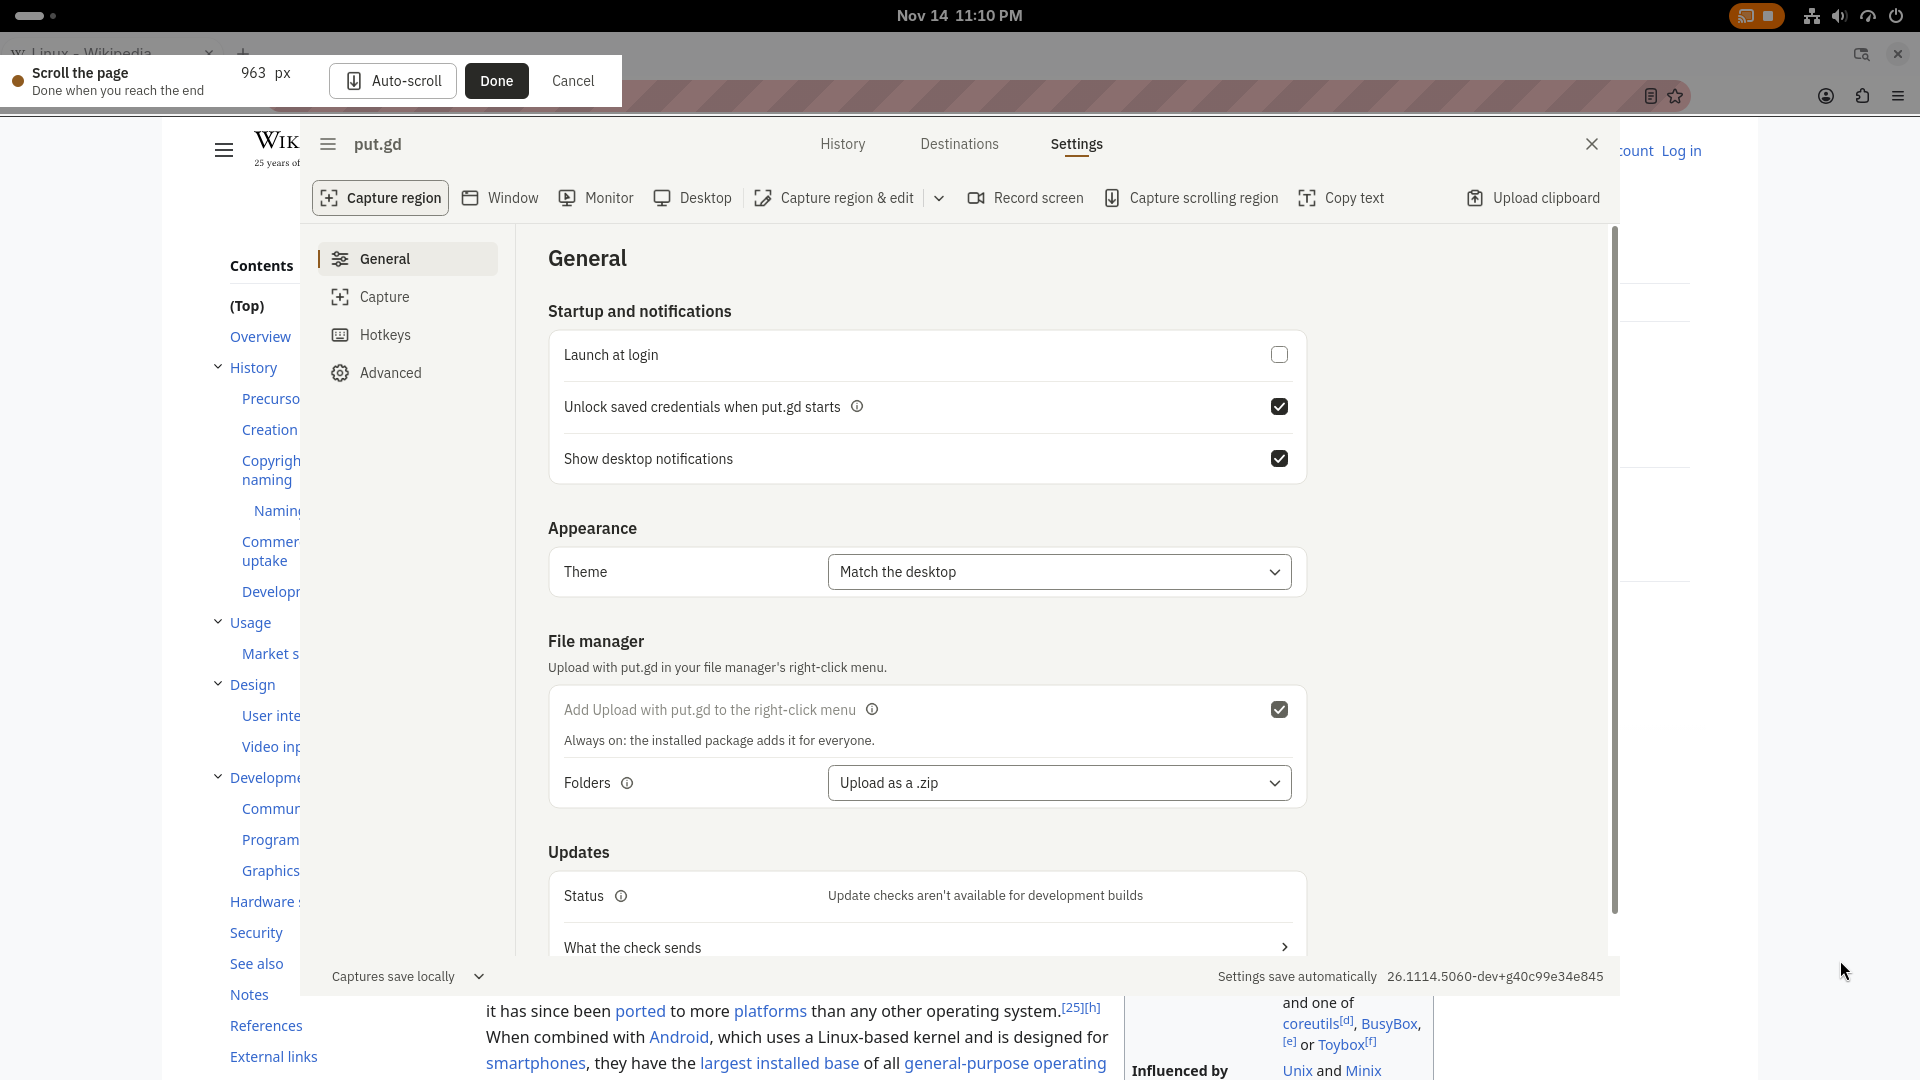 Nov 14 11:10 PM
Linux - Wikipedia
Scroll the page
Done when you reach the end
963 px
Auto-scroll
Done
Cancel
WIK
25 years of
count Log in
put.gd
History
Destinations
Settings
Capture region
Window
Monitor
Desktop
Capture region & edit
Record screen
Capture scrolling region
Copy text
Upload clipboard
Contents
(Top)
Overview
History
Precurso
Creation
Copyrigh
naming
Naming
Commer
uptake
Developr
Usage
Market s
Design
User inte
Video inp
Developme
Commun
Program
Graphics
Hardware s
Security
See also
Notes
References
External links
General
Capture
Hotkeys
Advanced
General
Startup and notifications
Launch at login
Unlock saved credentials when put.gd starts
Show desktop notifications
Appearance
Theme
Match the desktop
File manager
Upload with put.gd in your file manager's right-click menu.
Add Upload with put.gd to the right-click menu
Always on: the installed package adds it for everyone.
Folders
Upload as a .zip
Updates
Status
Update checks aren't available for development builds
What the check sends
Captures save locally
Settings save automatically 26.1114.5060-dev+g40c99e34e845
it has since been ported to more platforms than any other operating system.[25][h]
When combined with Android, which uses a Linux-based kernel and is designed for
smartphones, they have the largest installed base of all general-purpose operating
and one of
coreutils[d], BusyBox,
[e] or Toybox[f]
Influenced by
Unix and Minix